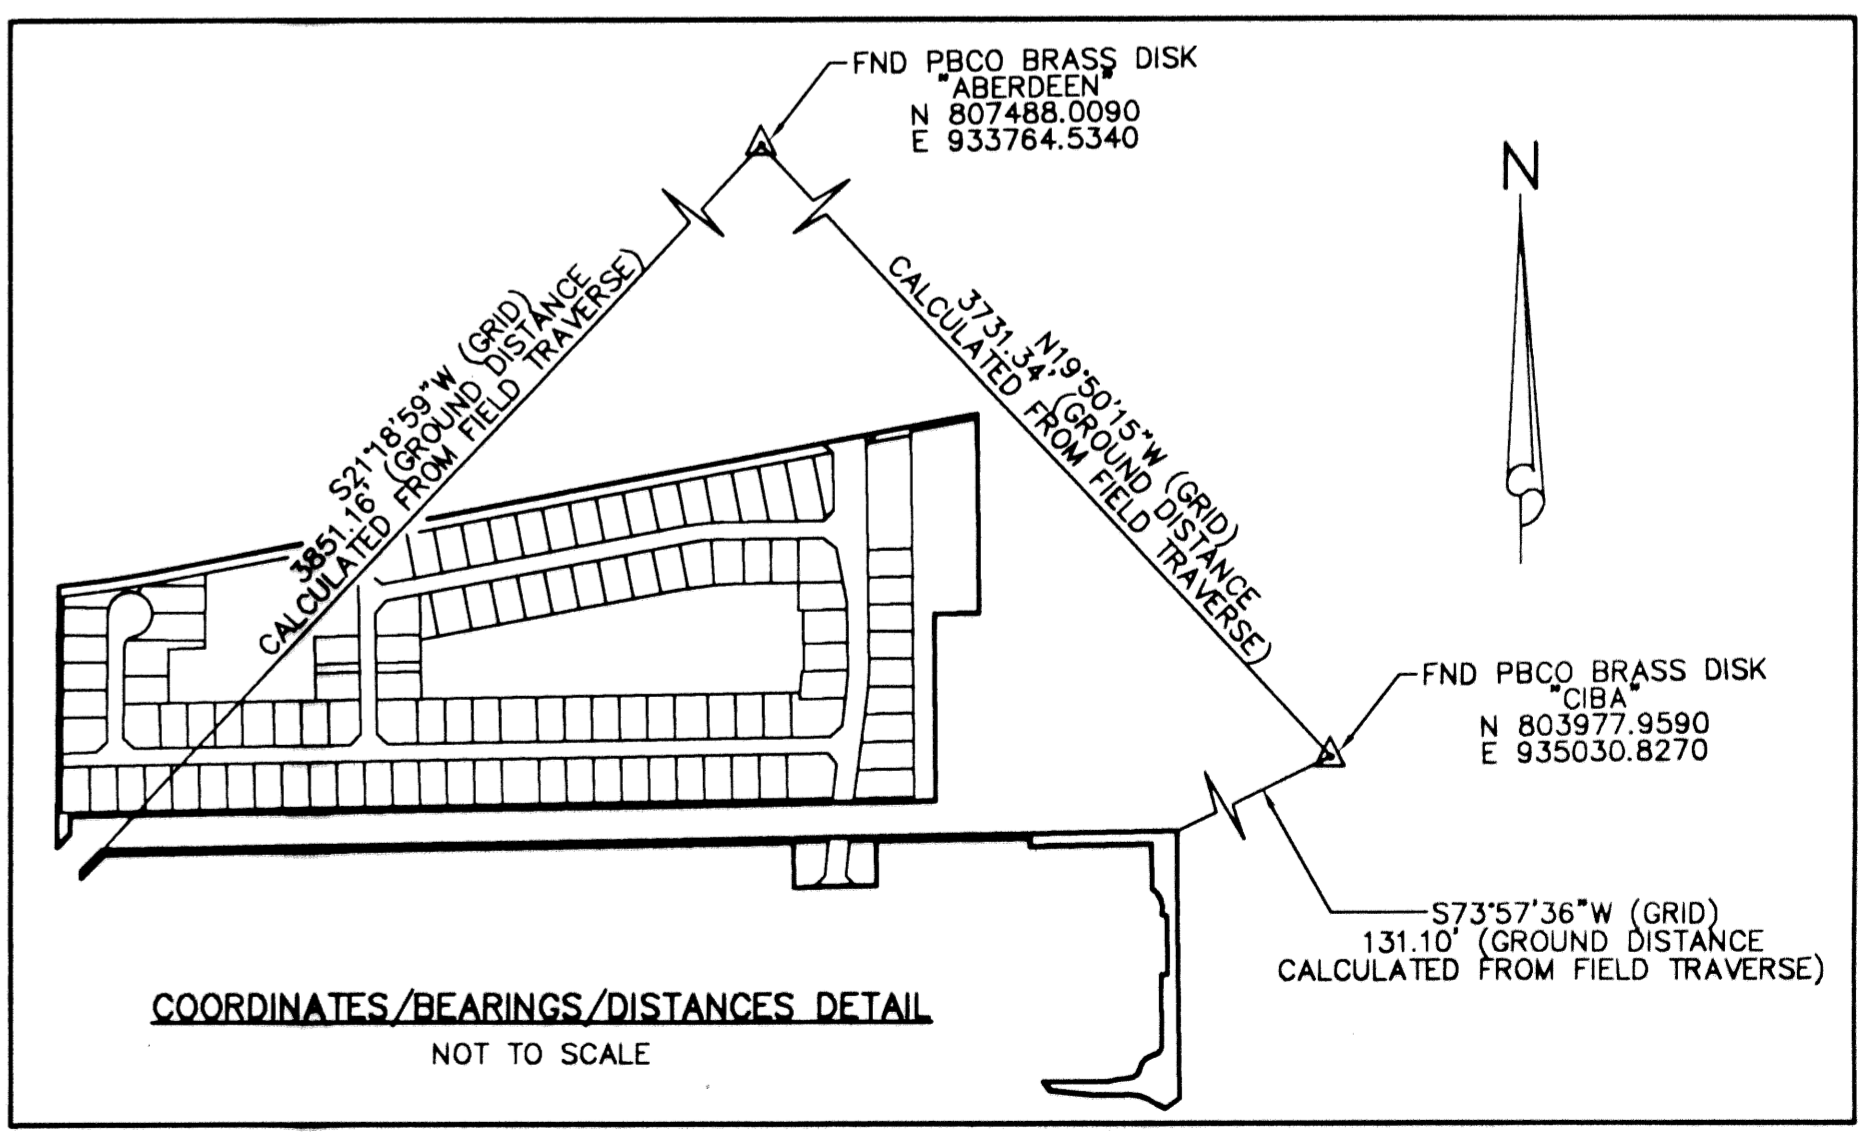 FND PBCO BRASS DISK
"ABERDEEN"
N 807488.0090
E 933764.5340
N
S21°18'59"W (GRID)
3851.16' (GROUND DISTANCE
CALCULATED FROM FIELD TRAVERSE)
N19°50'15"W (GRID)
3731.34' (GROUND DISTANCE
CALCULATED FROM FIELD TRAVERSE)
FND PBCO BRASS DISK
"CIBA"
N 803977.9590
E 935030.8270
S73°57'36"W (GRID)
131.10' (GROUND DISTANCE
CALCULATED FROM FIELD TRAVERSE)
COORDINATES/BEARINGS/DISTANCES DETAIL
NOT TO SCALE